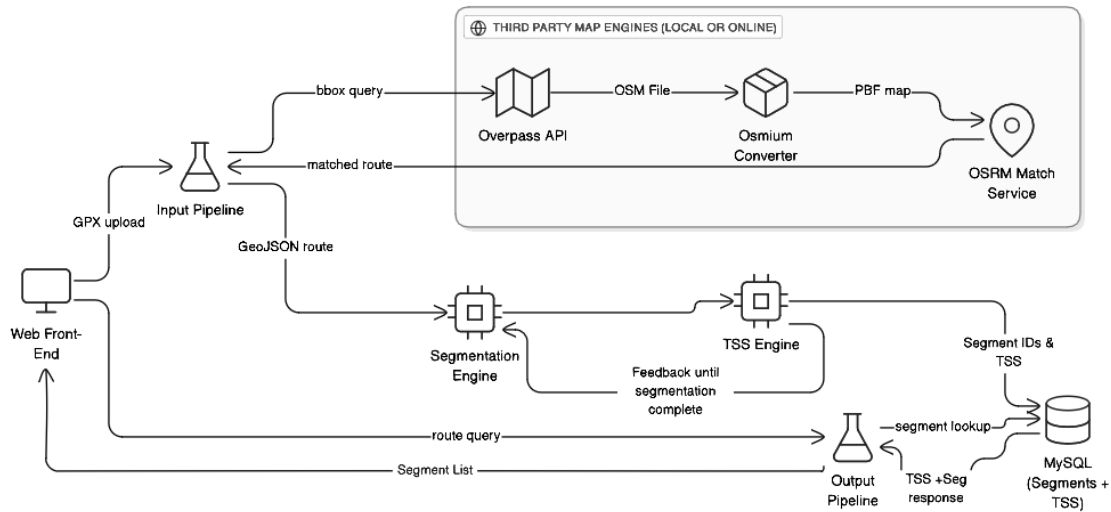 THIRD PARTY MAP ENGINES (LOCAL OR ONLINE)
bbox query
OSM File
PBF map
Overpass API
Osmium
Converter
matched route
OSRM Match
Service
Input Pipeline
GPX upload
GeoJSON route
Web Front-
End
Segmentation
Engine
TSS Engine
Feedback until
segmentation
complete
Segment IDs &
TSS
route query
segment lookup
Segment List
Output
Pipeline
TSS +Seg
response
MySQL
(Segments +
TSS)